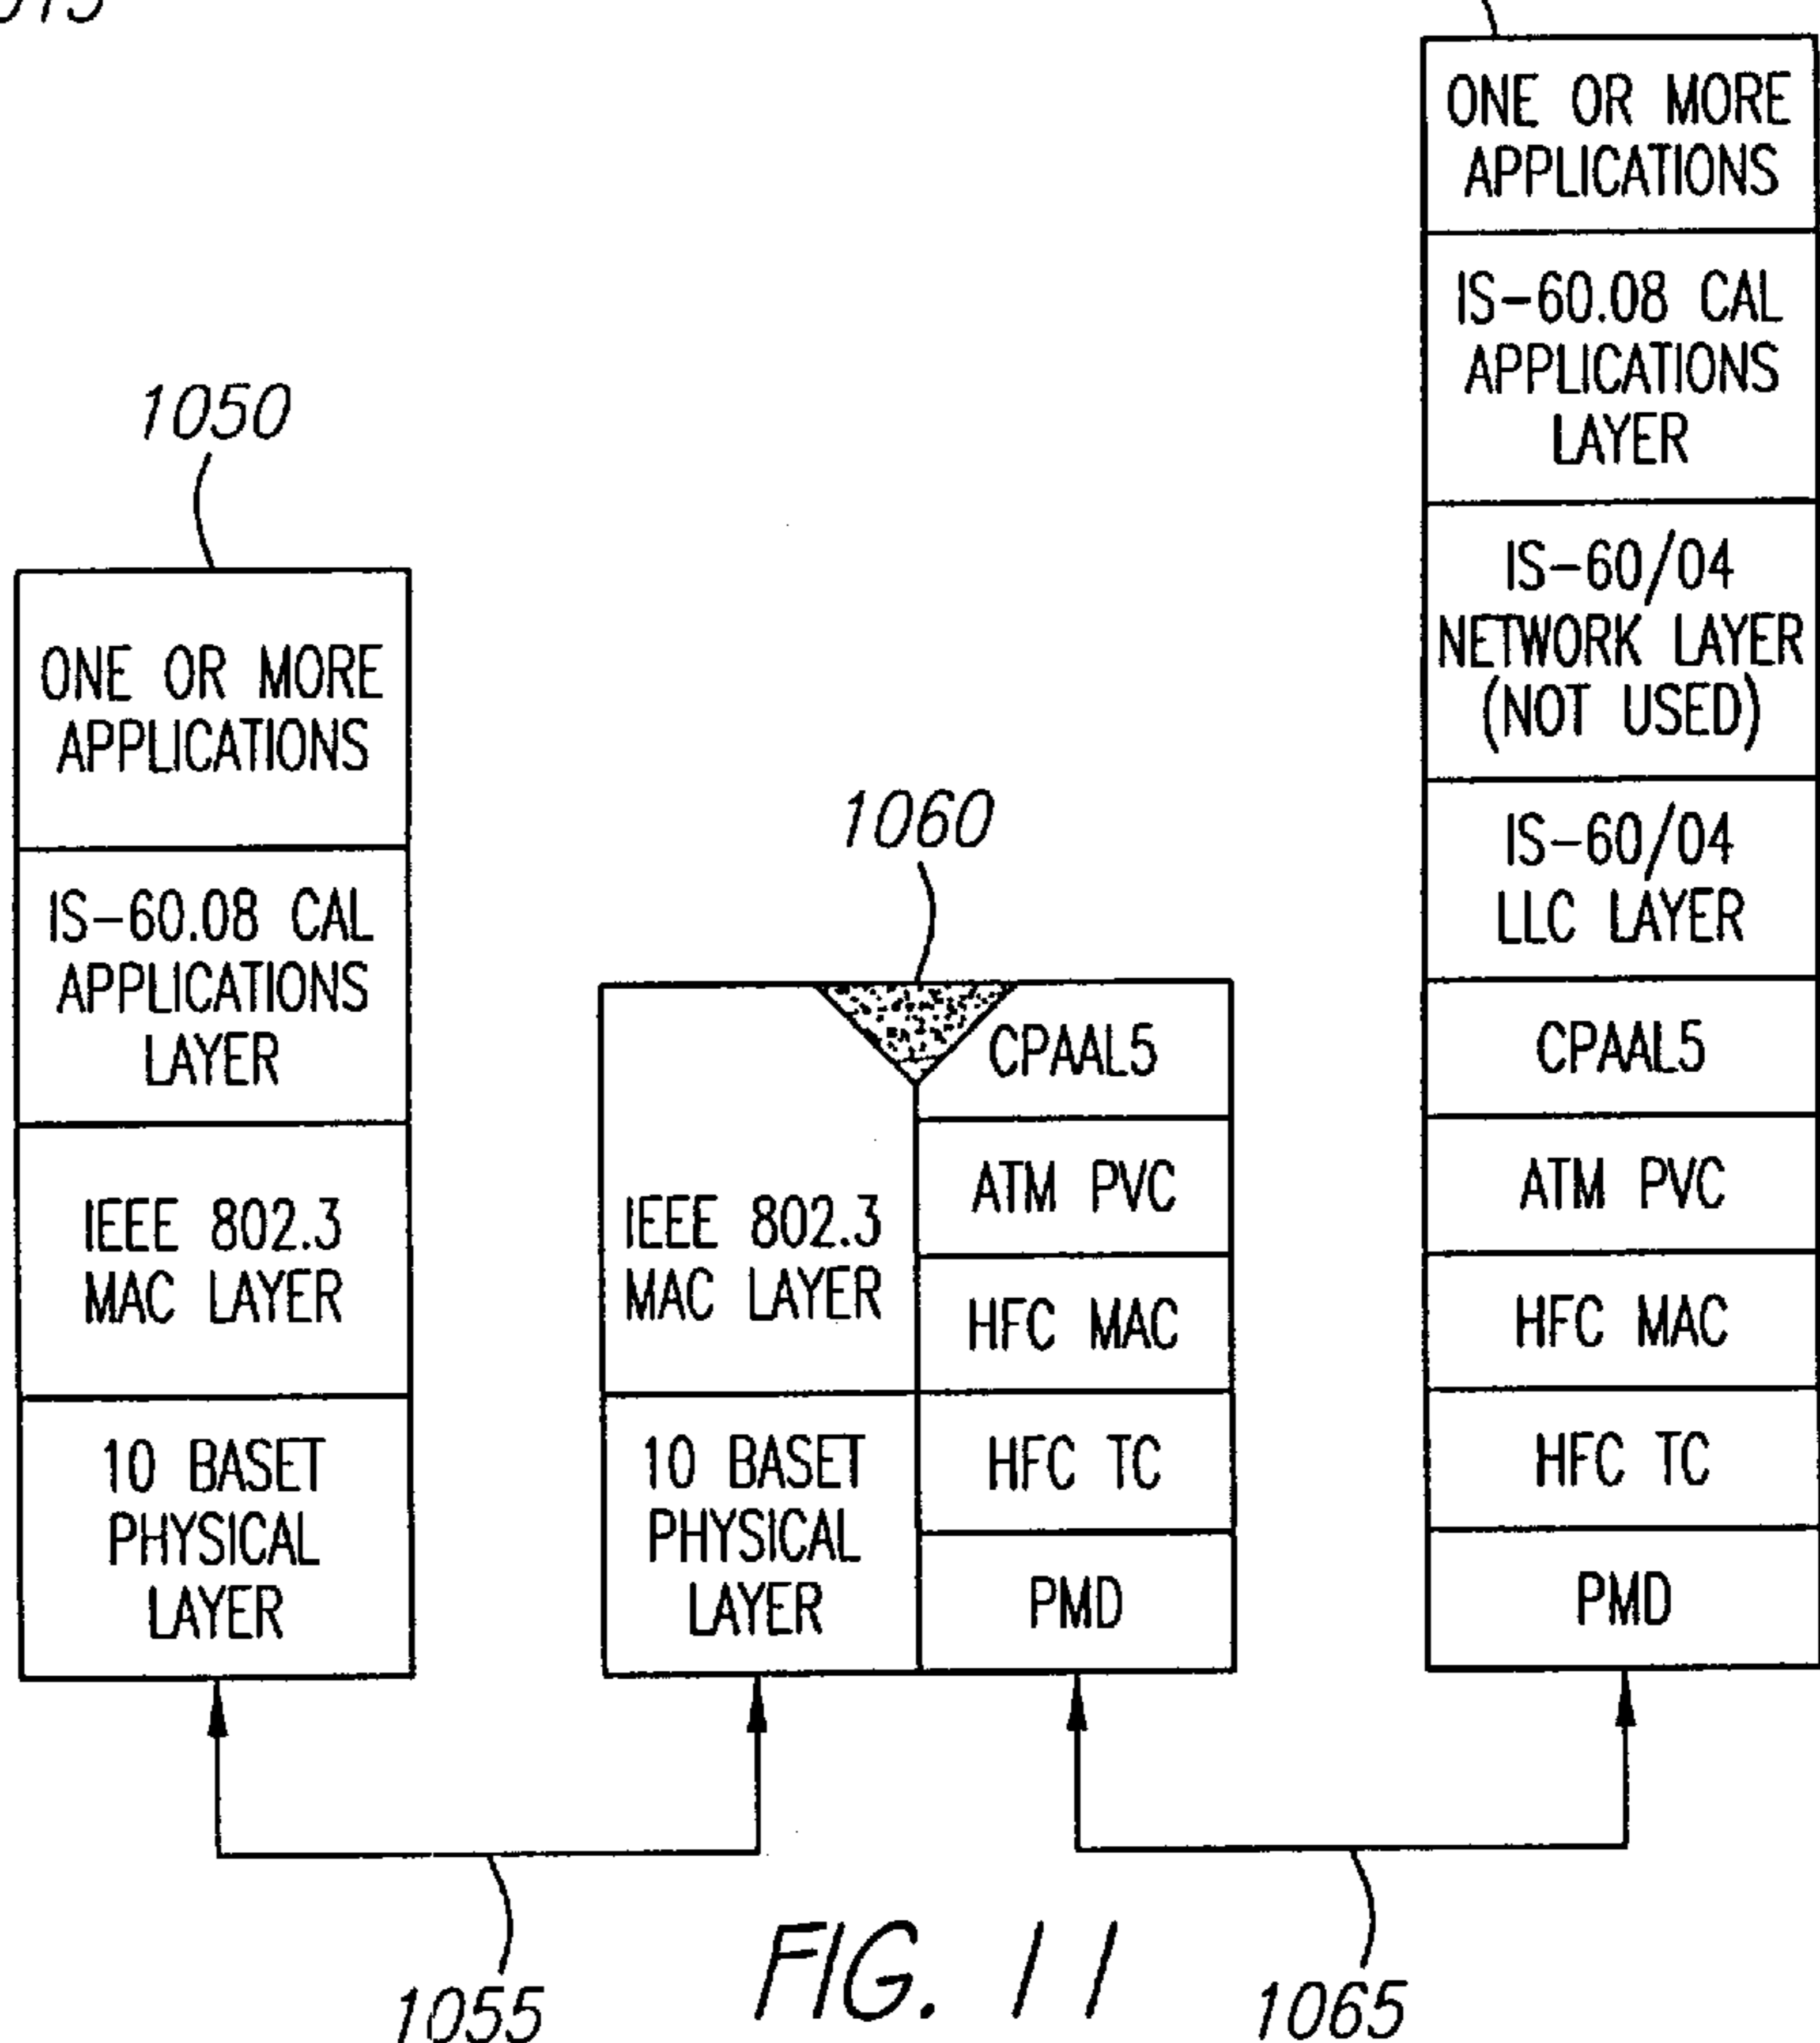 1050
ONE OR MORE
APPLICATIONS
IS-60.08 CAL
APPLICATIONS
LAYER
IEEE 802.3
MAC LAYER
10 BASET
PHYSICAL
LAYER
1060
IEEE 802.3
MAC LAYER
10 BASET
PHYSICAL
LAYER
CPAAL5
ATM PVC
HFC MAC
HFC TC
PMD
ONE OR MORE
APPLICATIONS
IS-60.08 CAL
APPLICATIONS
LAYER
IS-60/04
NETWORK LAYER
(NOT USED)
IS-60/04
LLC LAYER
CPAAL5
ATM PVC
HFC MAC
HFC TC
PMD
1055
FIG. 11
1065